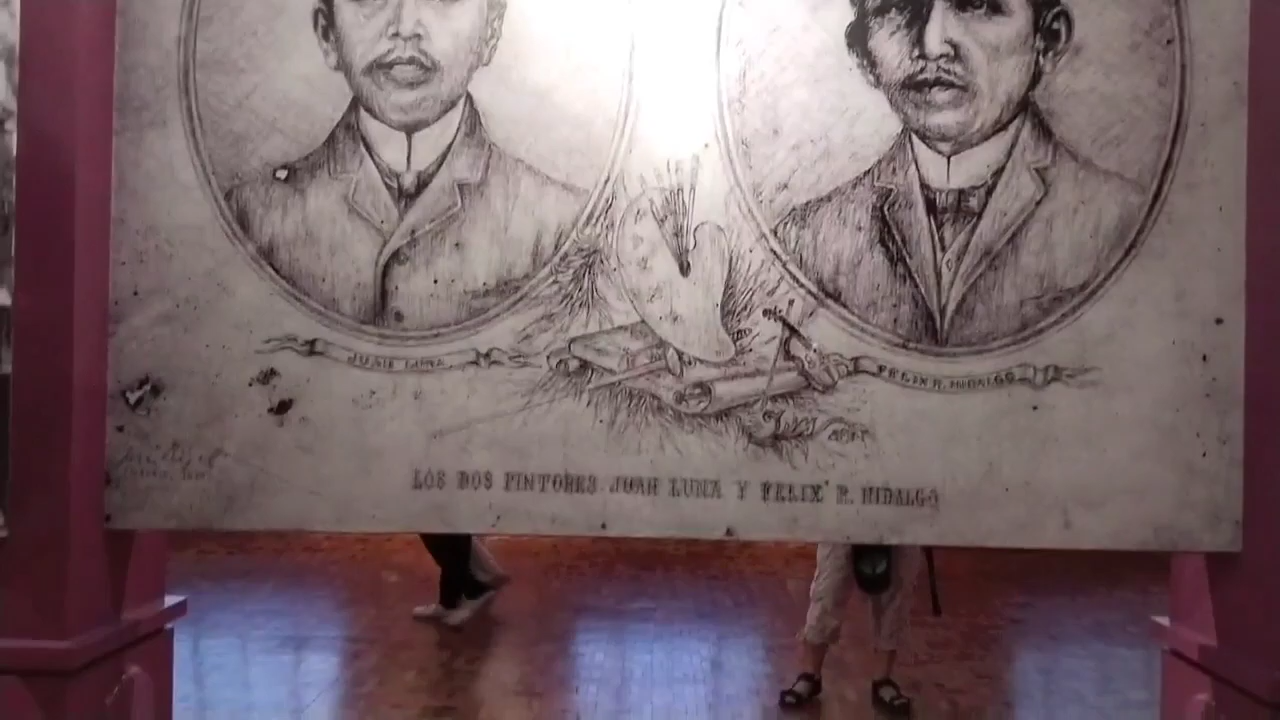 JUAN LUNA
FELIX R. HIDALGO
LOS DOS PINTORES JUAN LUNA Y FELIX R. HIDALGO